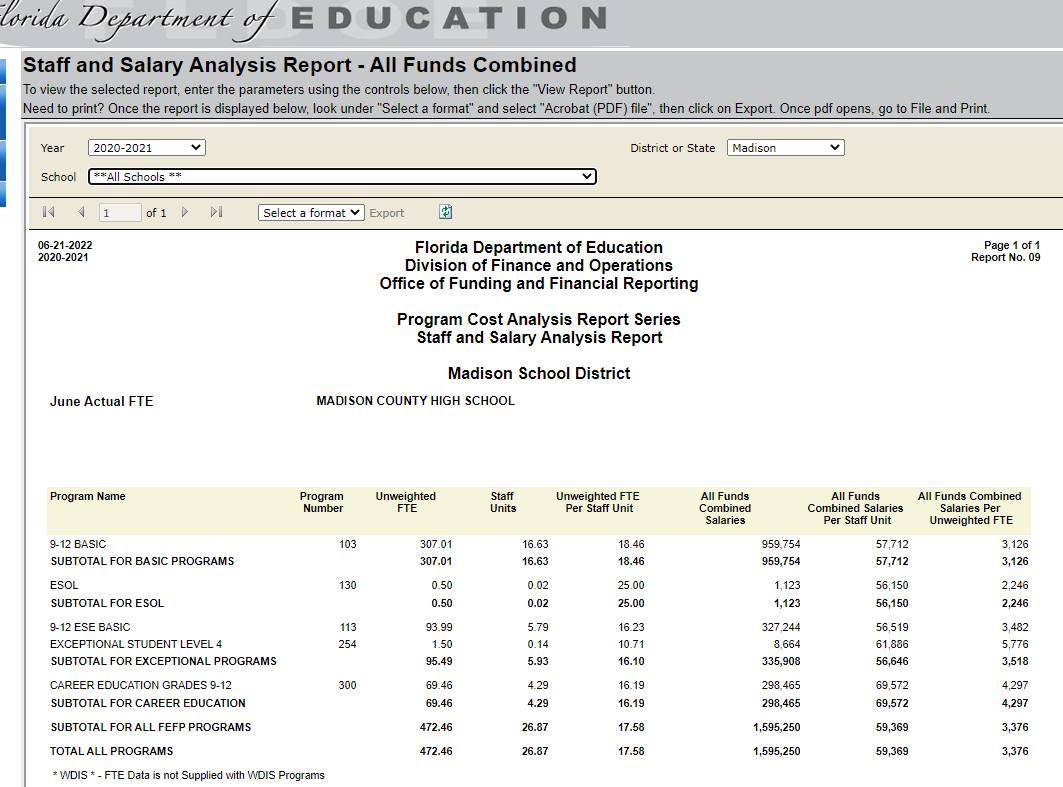 Florida Department of EDUCATION
Staff and Salary Analysis Report - All Funds Combined
To view the selected report, enter the parameters using the controls below, then click the "View Report" button.
Need to print? Once the report is displayed below, look under "Select a format" and select "Acrobat (PDF) file", then click on Export. Once pdf opens, go to File and Print.
Year 2020-2021 District or State Madison
School **All Schools **
1 of 1 Select a format Export
06-21-2022 Florida Department of Education Page 1 of 1
2020-2021 Division of Finance and Operations Report No. 09
Office of Funding and Financial Reporting
Program Cost Analysis Report Series
Staff and Salary Analysis Report
Madison School District
June Actual FTE MADISON COUNTY HIGH SCHOOL
Program Name Program Unweighted Staff Unweighted FTE All Funds All Funds All Funds Combined
Number FTE Units Per Staff Unit Combined Combined Salaries Salaries Per
Salaries Per Staff Unit Unweighted FTE
9-12 BASIC 103 307.01 16.63 18.46 959,754 57,712 3,126
SUBTOTAL FOR BASIC PROGRAMS 307.01 16.63 18.46 959,754 57,712 3,126
ESOL 130 0.50 0.02 25.00 1,123 56,150 2,246
SUBTOTAL FOR ESOL 0.50 0.02 25.00 1,123 56,150 2,246
9-12 ESE BASIC 113 93.99 5.79 16.23 327,244 56,519 3,482
EXCEPTIONAL STUDENT LEVEL 4 254 1.50 0.14 10.71 8,664 61,886 5,776
SUBTOTAL FOR EXCEPTIONAL PROGRAMS 95.49 5.93 16.10 335,908 56,646 3,518
CAREER EDUCATION GRADES 9-12 300 69.46 4.29 16.19 298,465 69,572 4,297
SUBTOTAL FOR CAREER EDUCATION 69.46 4.29 16.19 298,465 69,572 4,297
SUBTOTAL FOR ALL FEFP PROGRAMS 472.46 26.87 17.58 1,595,250 59,369 3,376
TOTAL ALL PROGRAMS 472.46 26.87 17.58 1,595,250 59,369 3,376
* WDIS * - FTE Data is not Supplied with WDIS Programs